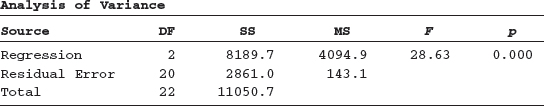 Analysis of Variance
Source DF SS MS F p
Regression 2 8189.7 4094.9 28.63 0.000
Residual Error 20 2861.0 143.1
Total 22 11050.7